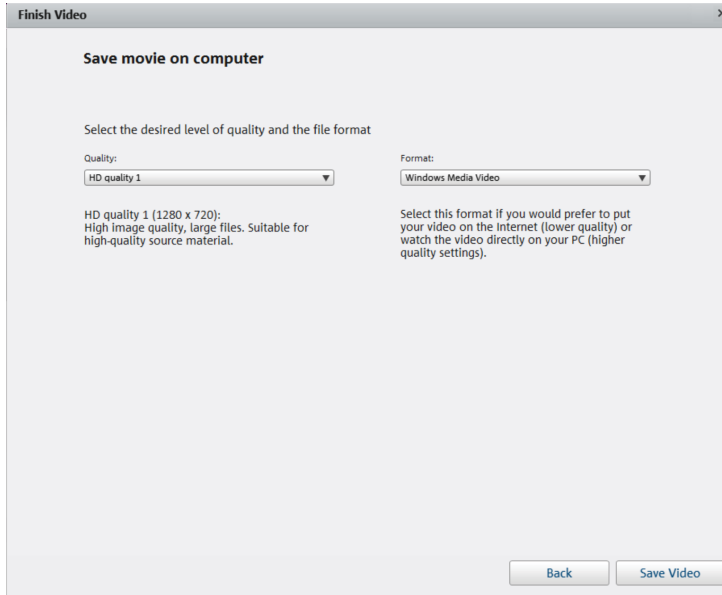 Finish Video
Save movie on computer
Select the desired level of quality and the file format
Quality:
Format:
HD quality 1
Windows Media Video
HD quality 1 (1280 x 720):
High image quality, large files. Suitable for
high-quality source material.
Select this format if you would prefer to put
your video on the Internet (lower quality) or
watch the video directly on your PC (higher
quality settings).
Back
Save Video